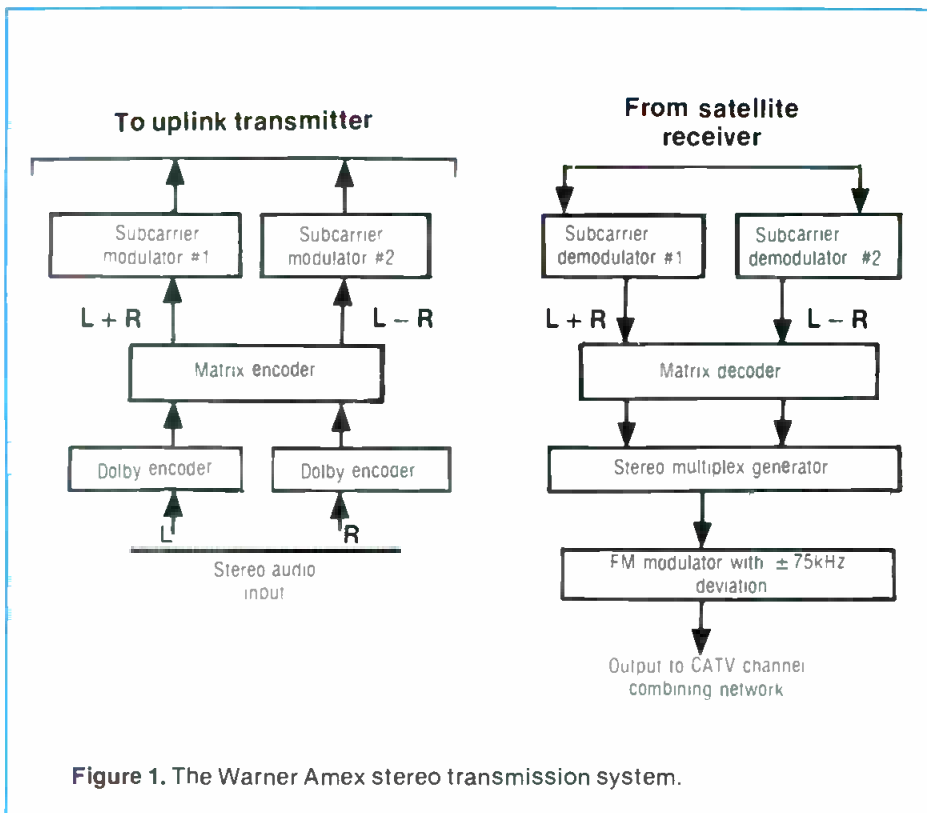 To uplink transmitter
Subcarrier
modulator #1
Subcarrier
modulator #2
L + R
L – R
Matrix encoder
Dolby encoder
Dolby encoder
L
R
Stereo audio
input
From satellite
receiver
Subcarrier
demodulator #1
Subcarrier
demodulator #2
L + R
L – R
Matrix decoder
Stereo multiplex generator
FM modulator with ± 75kHz
deviation
Output to CATV channel
combining network
Figure 1. The Warner Amex stereo transmission system.